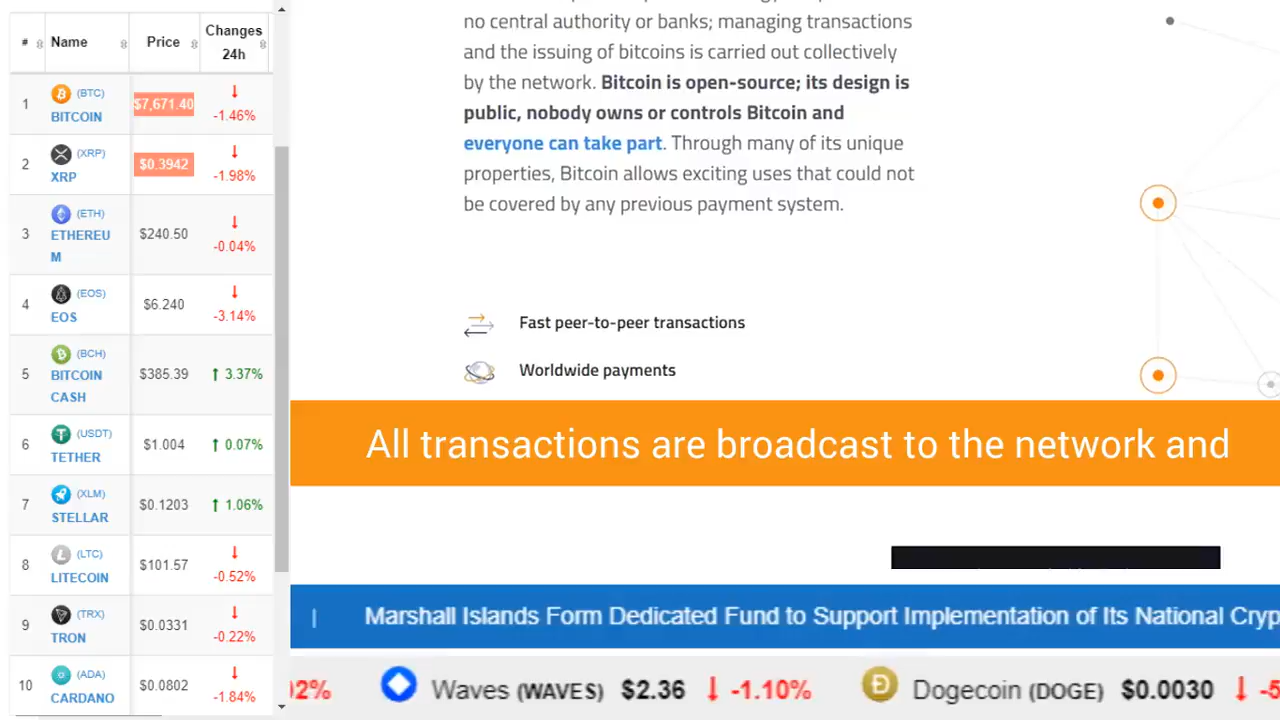 # Name Price Changes 24h
1 (BTC) BITCOIN $7,671.40 ↓ -1.46%
2 (XRP) XRP $0.3942 ↓ -1.98%
3 (ETH) ETHEREUM $240.50 ↓ -0.04%
4 (EOS) EOS $6.240 ↓ -3.14%
5 (BCH) BITCOIN CASH $385.39 ↑ 3.37%
6 (USDT) TETHER $1.004 ↑ 0.07%
7 (XLM) STELLAR $0.1203 ↑ 1.06%
8 (LTC) LITECOIN $101.57 ↓ -0.52%
9 (TRX) TRON $0.0331 ↓ -0.22%
10 (ADA) CARDANO $0.0802 ↓ -1.84%
no central authority or banks; managing transactions
and the issuing of bitcoins is carried out collectively
by the network. Bitcoin is open-source; its design is
public, nobody owns or controls Bitcoin and
everyone can take part. Through many of its unique
properties, Bitcoin allows exciting uses that could not
be covered by any previous payment system.
Fast peer-to-peer transactions
Worldwide payments
All transactions are broadcast to the network and
| Marshall Islands Form Dedicated Fund to Support Implementation of Its National Cryp
2% Waves (WAVES) $2.36 ↓ -1.10% Dogecoin (DOGE) $0.0030 ↓ -5